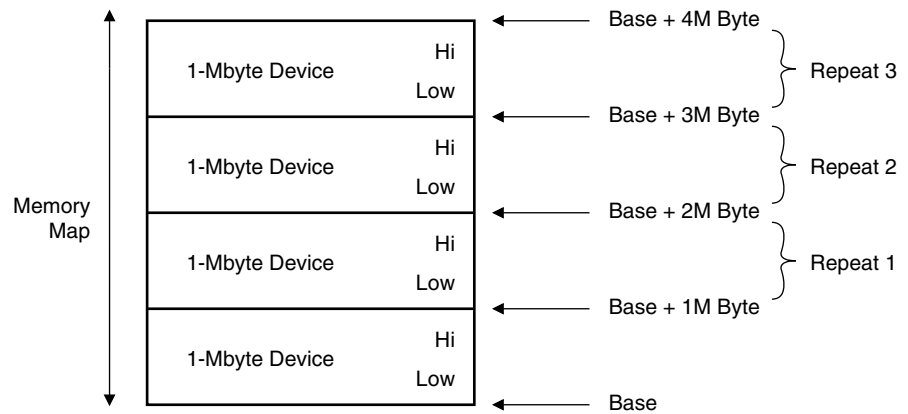 Base + 4M Byte
Hi
1-Mbyte Device
Low
Repeat 3
Base + 3M Byte
Hi
1-Mbyte Device
Low
Repeat 2
Memory
Map
Base + 2M Byte
Hi
1-Mbyte Device
Low
Repeat 1
Base + 1M Byte
Hi
1-Mbyte Device
Low
Base